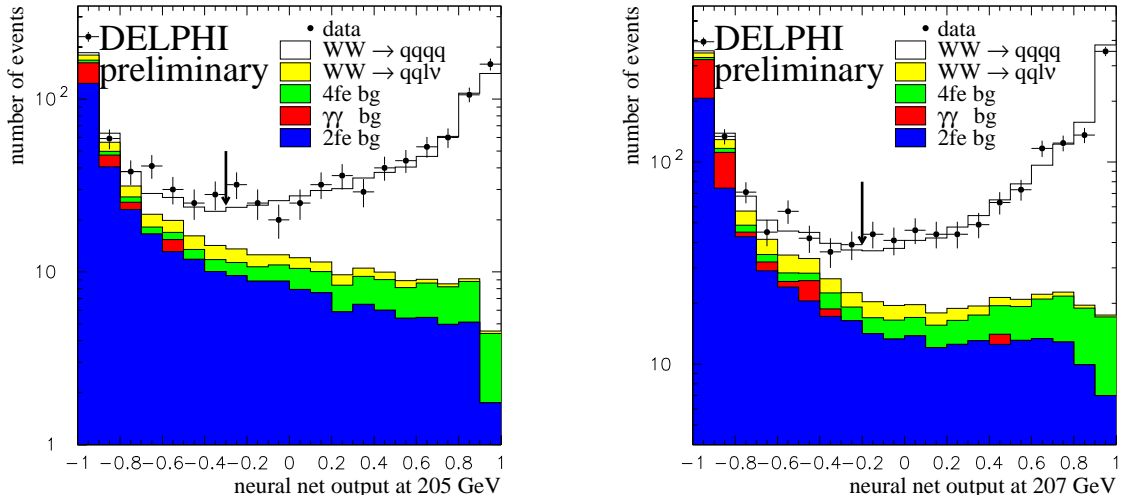 number of events
DELPHI
preliminary
data
WW → qqqq
WW → qqlν
4fe bg
γγ bg
2fe bg
10²
10
1
−1 −0.8 −0.6 −0.4 −0.2 0 0.2 0.4 0.6 0.8 1
neural net output at 205 GeV
number of events
DELPHI
preliminary
data
WW → qqqq
WW → qqlν
4fe bg
γγ bg
2fe bg
10²
10
−1 −0.8 −0.6 −0.4 −0.2 0 0.2 0.4 0.6 0.8 1
neural net output at 207 GeV